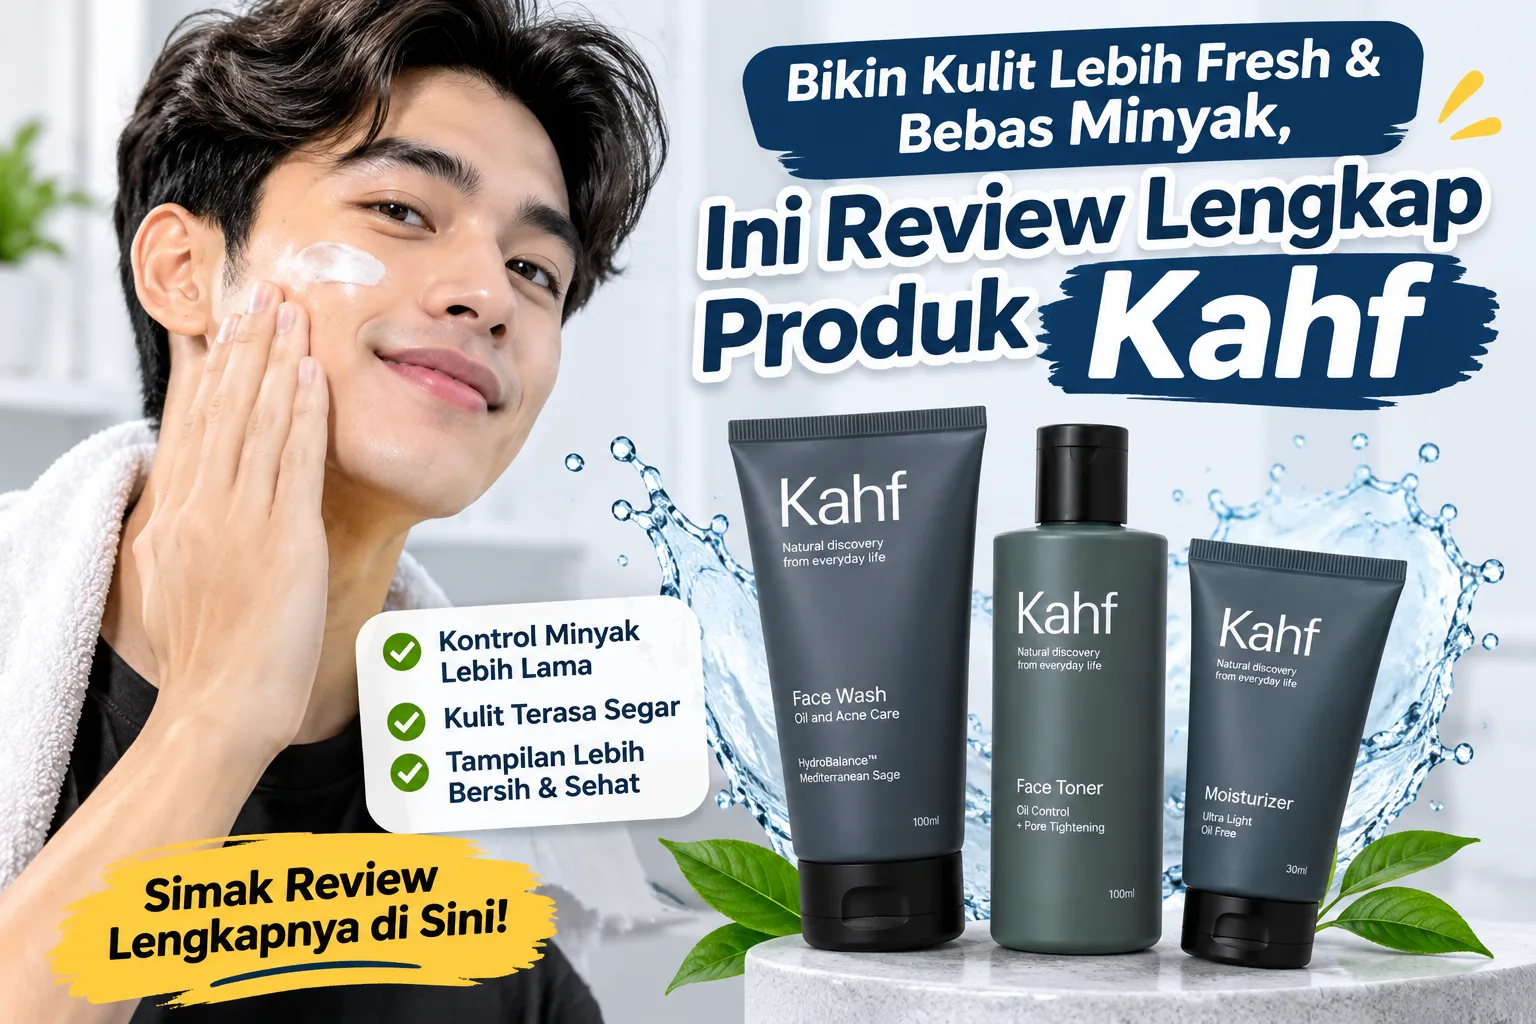 Bikin Kulit Lebih Fresh &
Bebas Minyak,
Ini Review Lengkap
Produk Kahf
Kontrol Minyak
Lebih Lama
Kulit Terasa Segar
Tampilan Lebih
Bersih & Sehat
Simak Review
Lengkapnya di Sini!
Kahf
Natural discovery
from everyday life
Face Wash
Oil and Acne Care
HydroBalance™
Mediterranean Sage
100ml
Kahf
Natural discovery
from everyday life
Face Toner
Oil Control
+ Pore Tightening
100ml
Kahf
Natural discovery
from everyday life
Moisturizer
Ultra Light
Oil Free
30ml